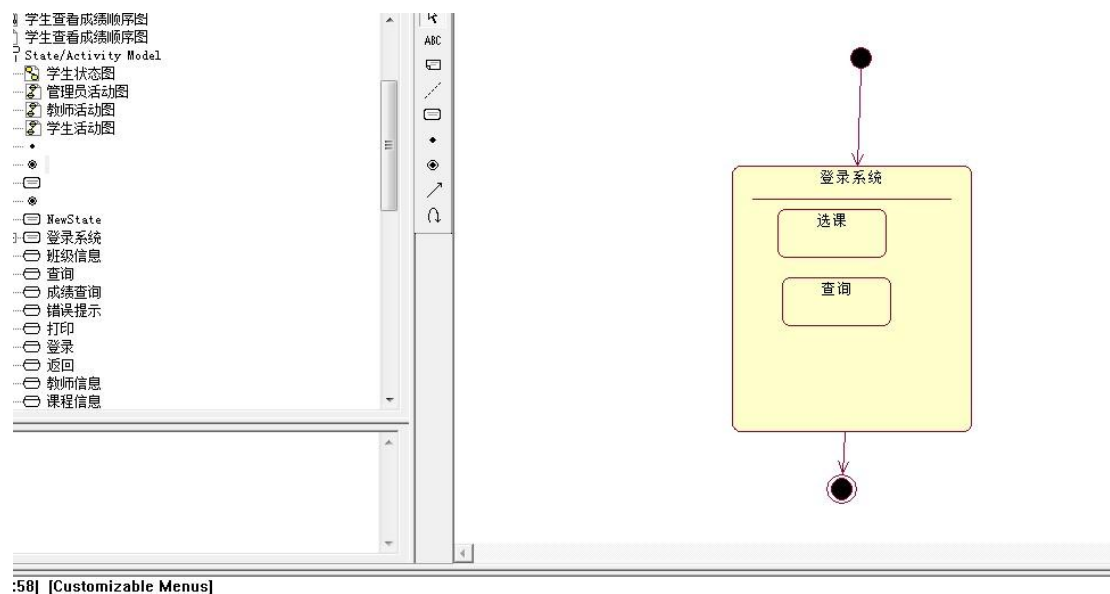 学生查看成绩顺序图
学生查看成绩顺序图
State/Activity Model
学生状态图
管理员活动图
教师活动图
学生活动图
NewState
登录系统
班级信息
查询
成绩查询
错误提示
打印
登录
返回
教师信息
课程信息
ABC
登录系统
选课
查询
:58] [Customizable Menus]